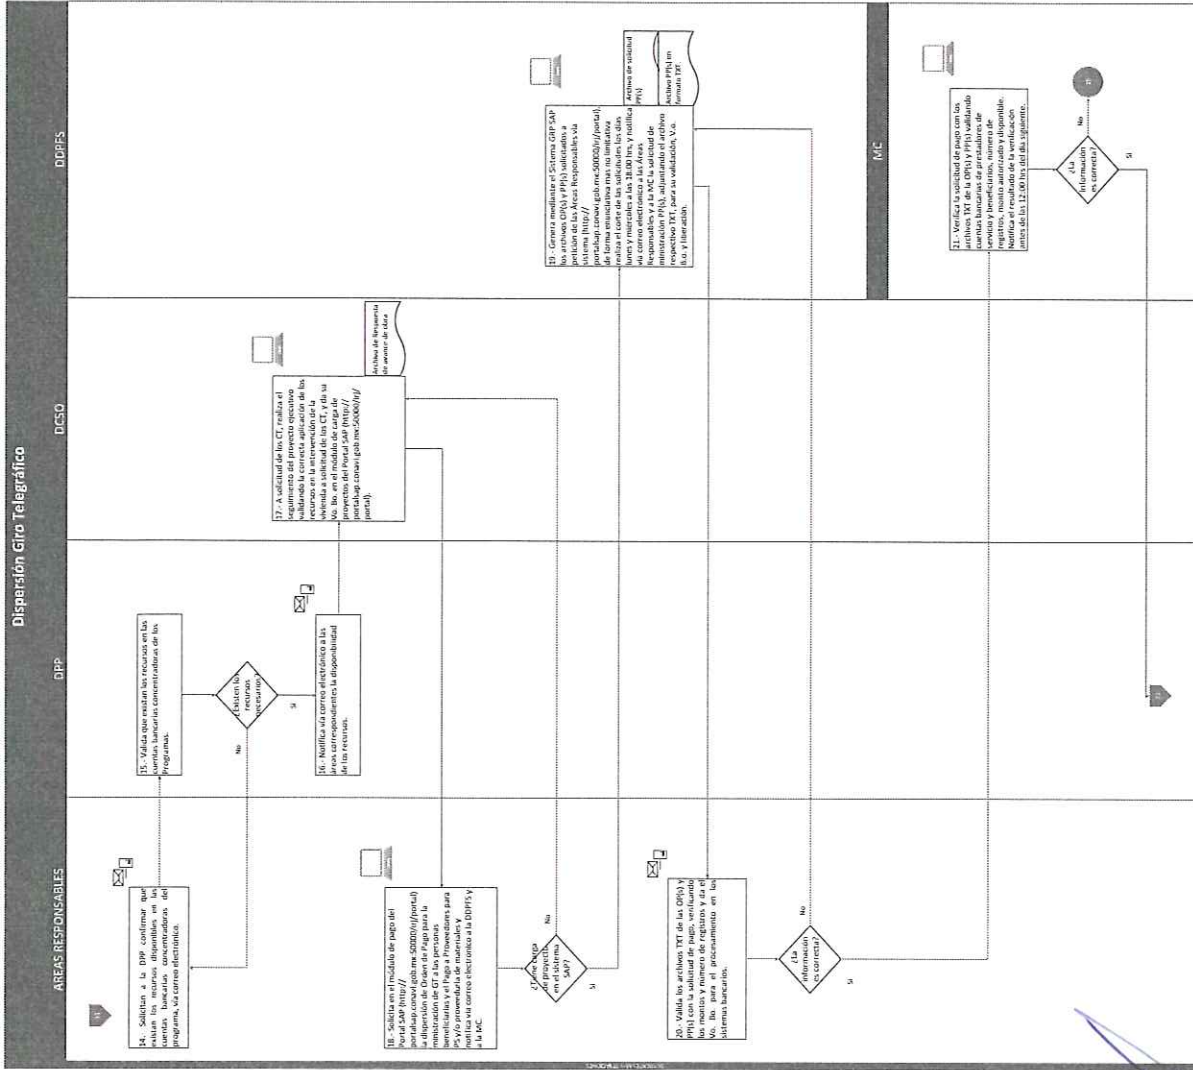 Dispersión Giro Telegráfico
AREAS RESPONSABLES
DPP
DCSO
DDPFS
14.- Solicitan a la DPP confirmar que
existan los recursos disponibles en las
cuentas bancarias concentradoras del
programa, vía correo electrónico.
15.- Valida que existan los recursos en las
cuentas bancarias concentradoras de los
Programas.
¿Existen los
recursos
necesarios?
No
Si
16.- Notifica vía correo electrónico a las
áreas correspondientes la disponibilidad
de los recursos.
17.- A solicitud de los CT, realiza el
seguimiento del proyecto ejecutivo
validando la correcta aplicación de los
recursos en la intervención de la
vivienda a solicitud de los CT, y da su
Vo. Bo. en el módulo de carga de
proyectos del Portal SAP (http://
portalsap.conavi.gob.mx:50000/irj/
portal).
Archivo de Respuesta
de avance de obra
18.- Solicita en el módulo de pago del
Portal SAP (http://
portalsap.conavi.gob.mx:50000/irj/portal)
la dispersión de Orden de Pago para la
ministración de GT a las personas
beneficiarias y el Pago a Proveedores para
PS y/o proveeduría de materiales y
notifica vía correo electrónico a la DDPFS y
a la MC.
¿Tiene carga
de proyecto
en el sistema
SAP?
No
Si
19.- Genera mediante el Sistema GRP SAP
los archivos OP(s) y PP(s) solicitados a
petición de las Áreas Responsables vía
sistema (http://
portalsap.conavi.gob.mx:50000/irj/portal),
de forma enunciativa mas no limitativa
realiza el corte de las solicitudes los días
lunes y miércoles a las 18:00 hrs, y notifica
vía correo electrónico a las Áreas
Responsables y a la MC la solicitud de
ministración PP(s), adjuntando el archivo
respectivo TXT, para su validación, V.o.
B.o. y liberación.
Archivo de solicitud
PP(s)
Archivo PP(s) en
formato TXT.
20.- Valida los archivos TXT de las OP(s) y
PP(s) con la solicitud de pago, verificando
los montos y número de registros y da el
Vo. Bo. para el procesamiento en los
sistemas bancarios.
¿La
información
es correcta?
No
Si
MC
21.- Verifica la solicitud de pago con los
archivos TXT de la OP(s) y PP(s) validando
cuentas bancarias de prestadores de
servicio y beneficiarios, número de
registros, monto autorizado y disponible.
Notifica el resultado de la verificación
antes de las 12:00 hrs del día siguiente.
¿La
Información
es correcta?
No
Si